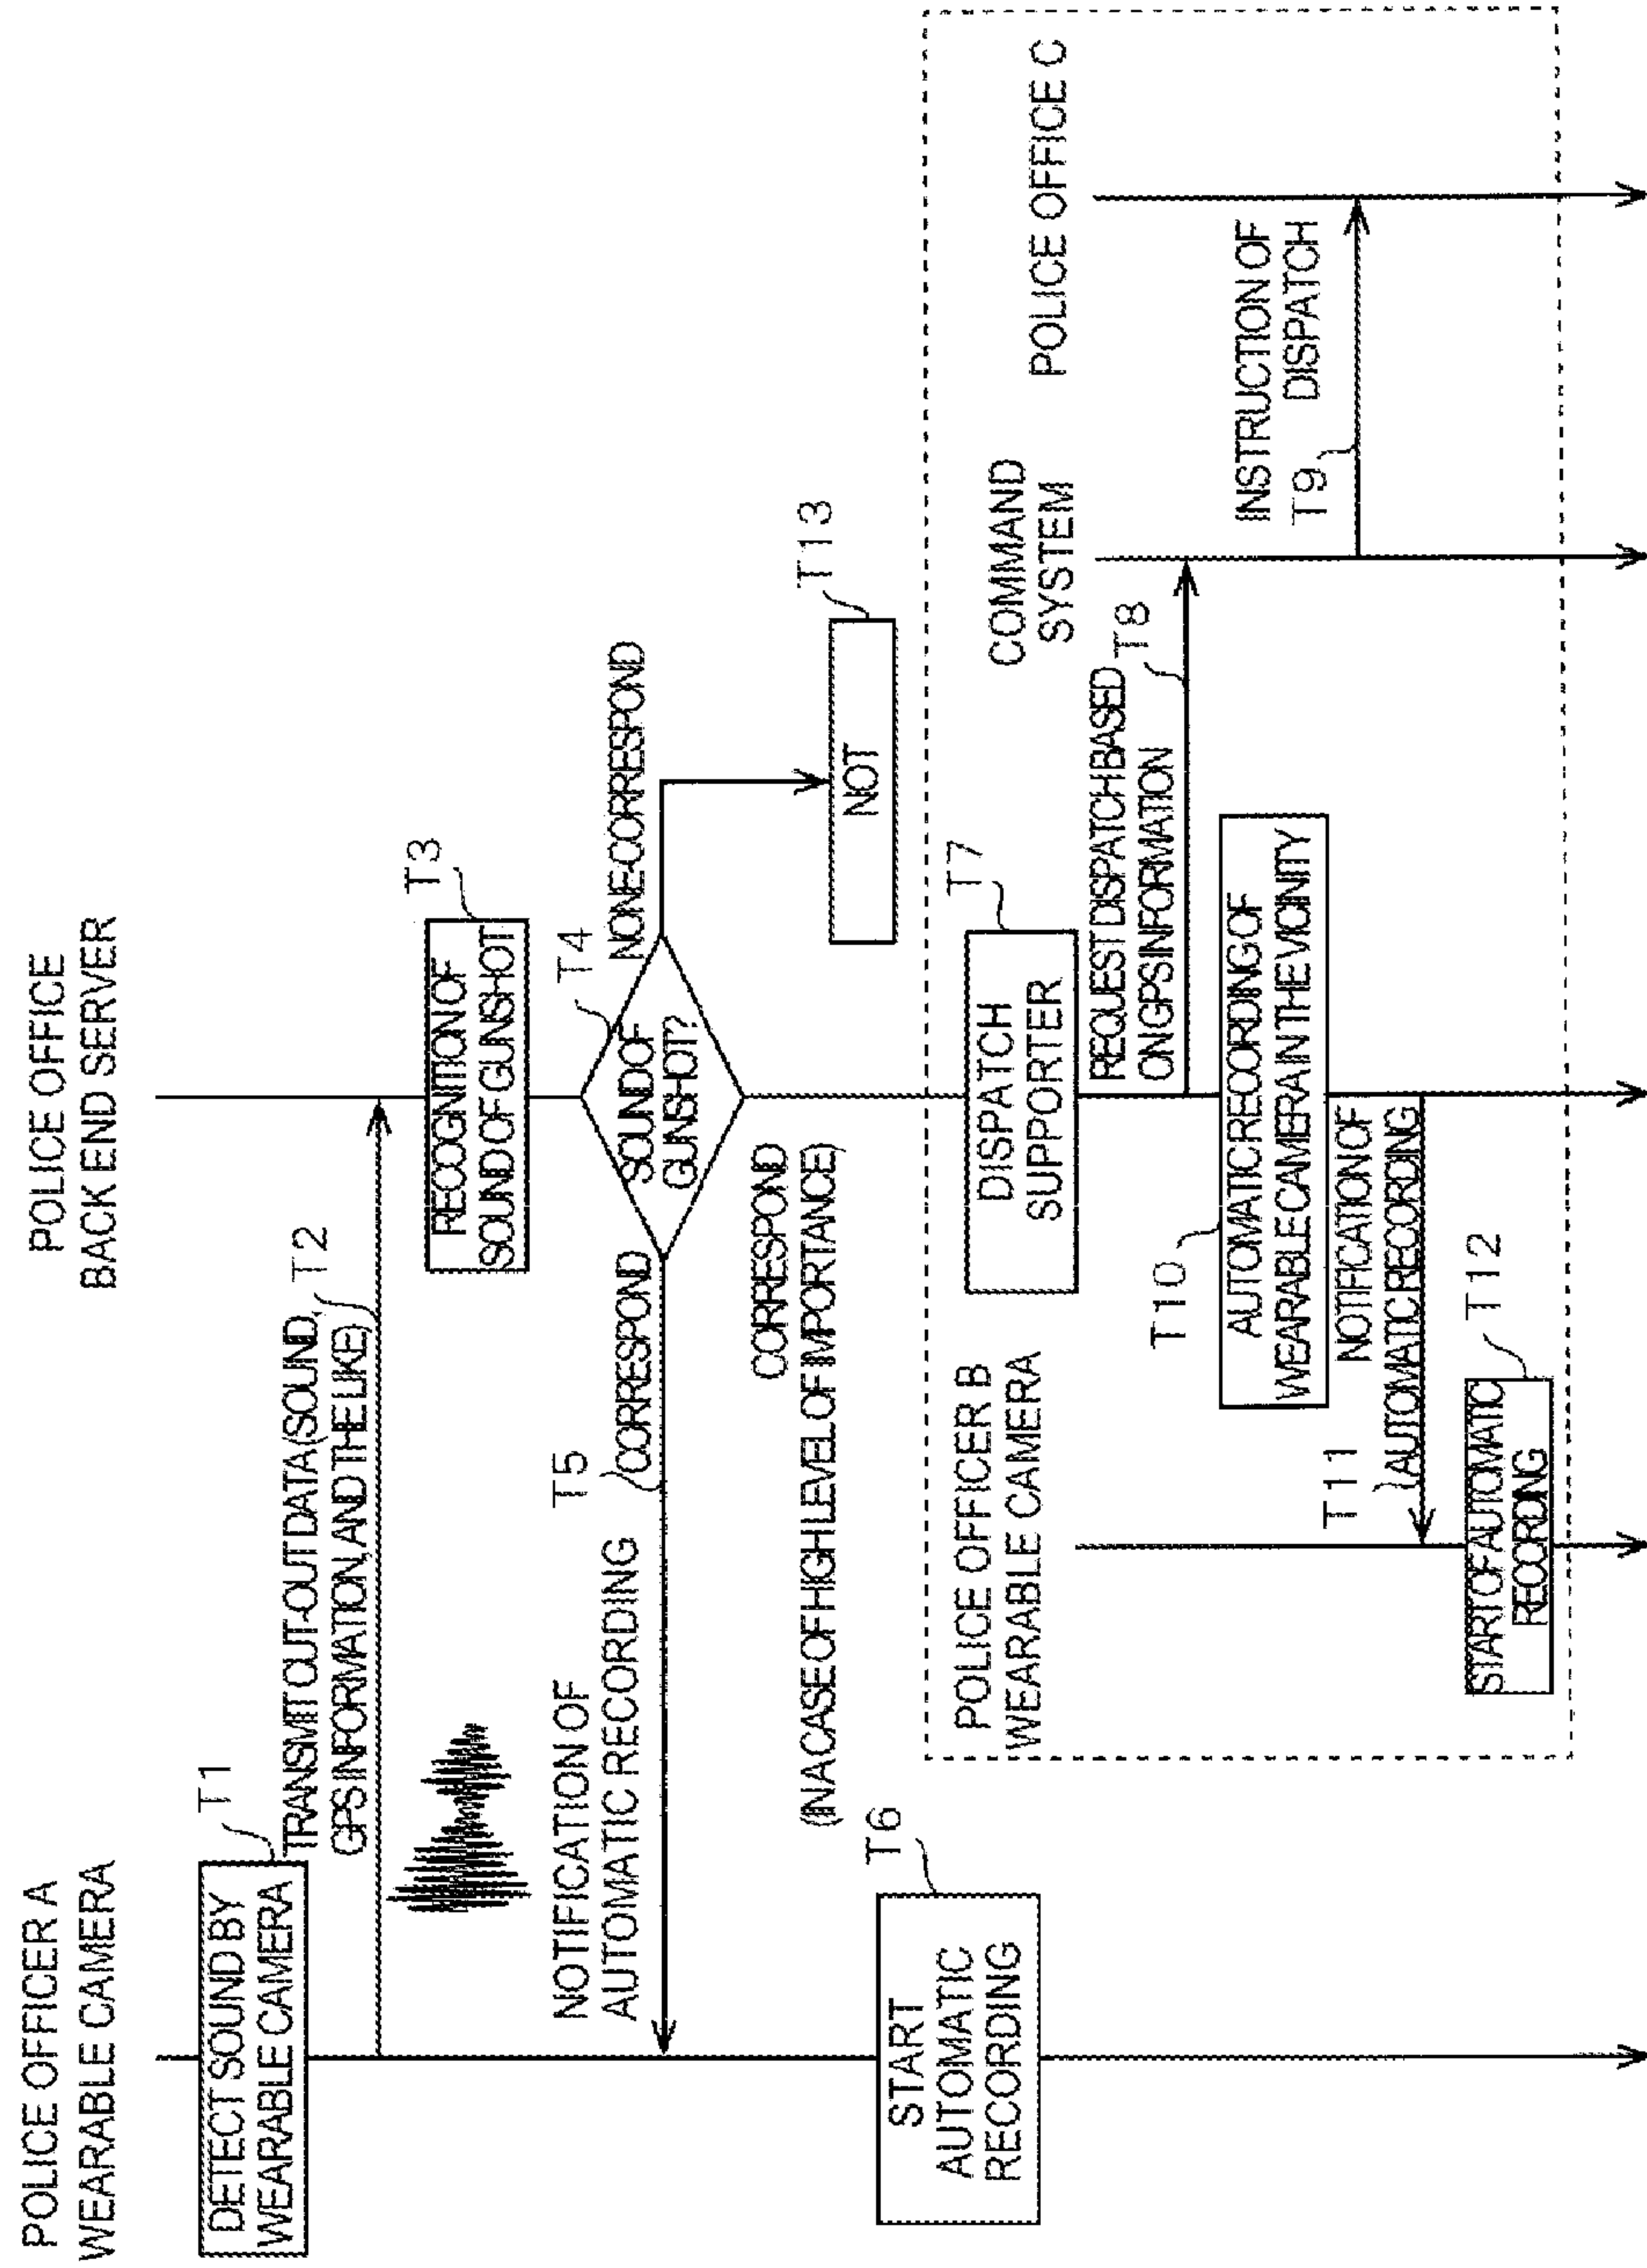 POLICE OFFICER A
WEARABLE CAMERA
POLICE OFFICE
BACK END SERVER
DETECT SOUND BY
WEARABLE CAMERA
T1
TRANSMIT OUT-OUT DATA (SOUND,
GPS INFORMATION, AND THE LIKE)
T2
RECOGNITION OF
SOUND OF GUNSHOT
T3
SOUND OF
GUNSHOT?
T4
NONE-CORRESPOND
NOT
T13
NOTIFICATION OF
AUTOMATIC RECORDING
T5
CORRESPOND
CORRESPOND
(IN A CASE OF HIGH LEVEL OF IMPORTANCE)
START
AUTOMATIC
RECORDING
T6
POLICE OFFICER B
WEARABLE CAMERA
DISPATCH
SUPPORTER
T7
COMMAND
SYSTEM
POLICE OFFICE C
REQUEST DISPATCH BASED
ON GPS INFORMATION
T8
INSTRUCTION OF
DISPATCH
T9
T10
AUTOMATIC RECORDING OF
WEARABLE CAMERA IN THE VICINITY
NOTIFICATION OF
AUTOMATIC RECORDING
T11
START OF AUTOMATIC
RECORDING
T12